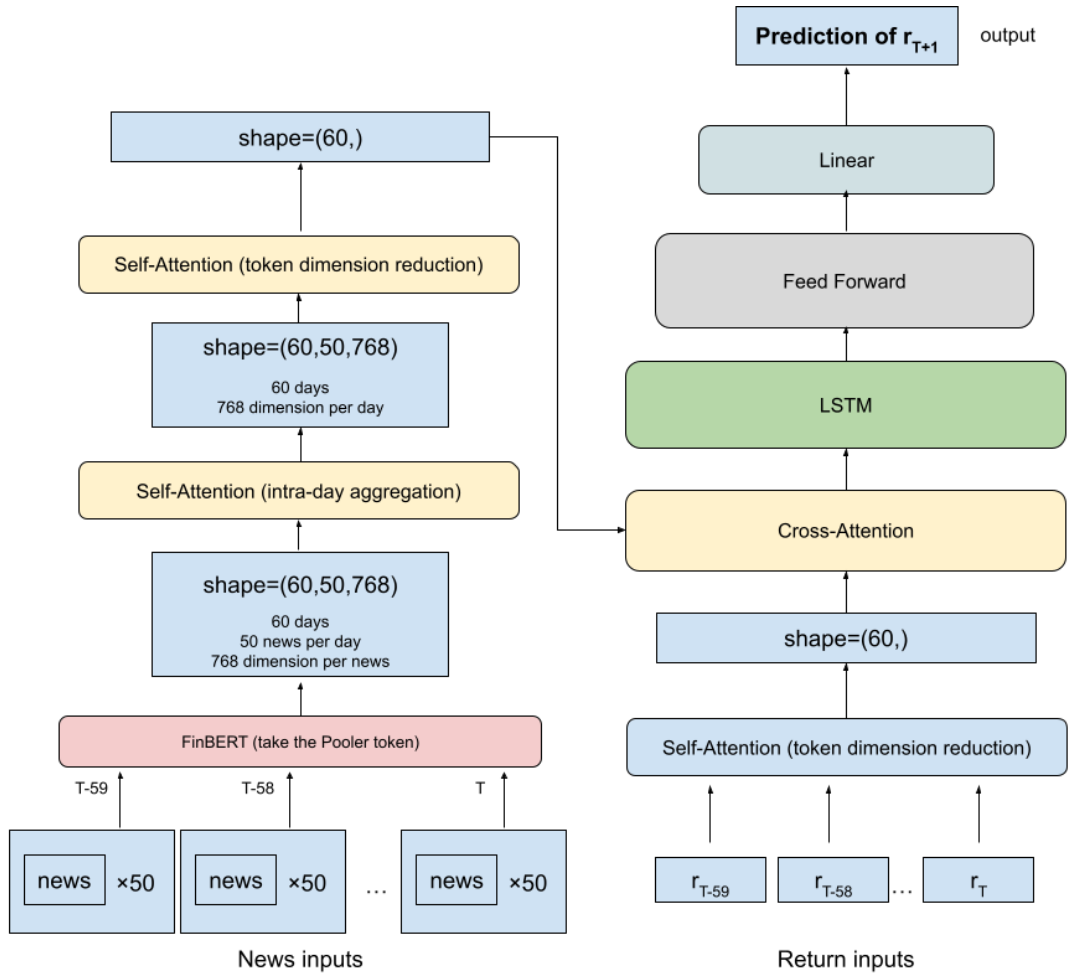 Prediction of r_T+1
output
Linear
Feed Forward
LSTM
Cross-Attention
shape=(60,)
Self-Attention (token dimension reduction)
r_T-59
r_T-58
...
r_T
Return inputs
shape=(60,)
Self-Attention (token dimension reduction)
shape=(60,50,768)
60 days
768 dimension per day
Self-Attention (intra-day aggregation)
shape=(60,50,768)
60 days
50 news per day
768 dimension per news
FinBERT (take the Pooler token)
T-59
T-58
T
news ×50
news ×50
...
news ×50
News inputs